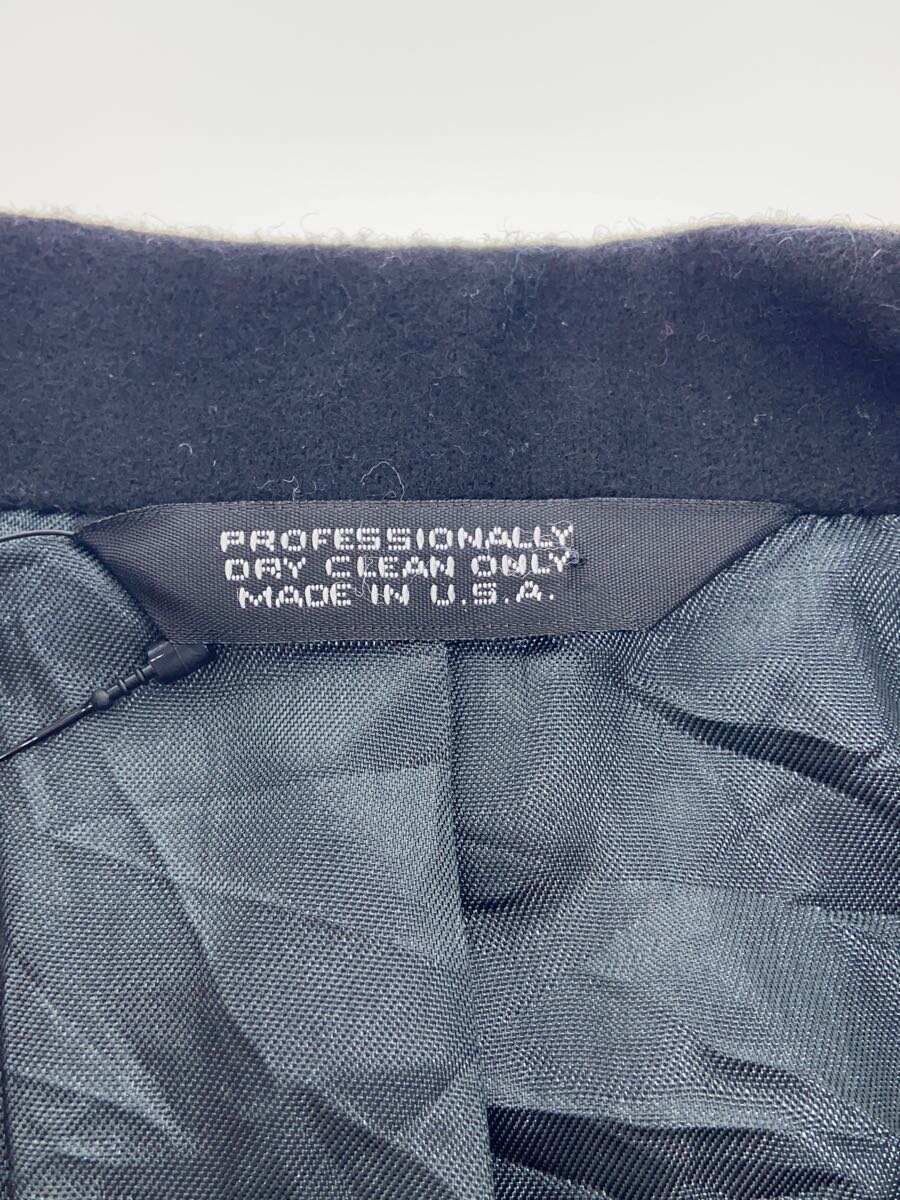 PROFESSIONALLY
DRY CLEAN ONLY
MADE IN U.S.A.